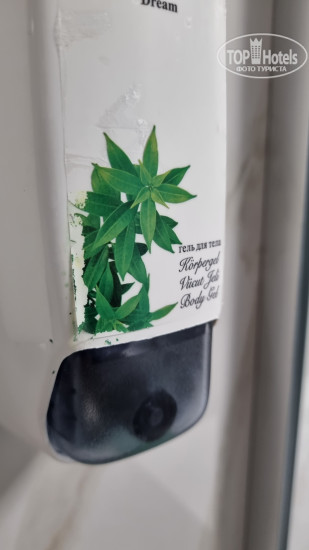 Dream
TOP Hotels
ФОТО ТУРИСТА
гель для тела
Körpergel
Vücut Jeli
Body Gel